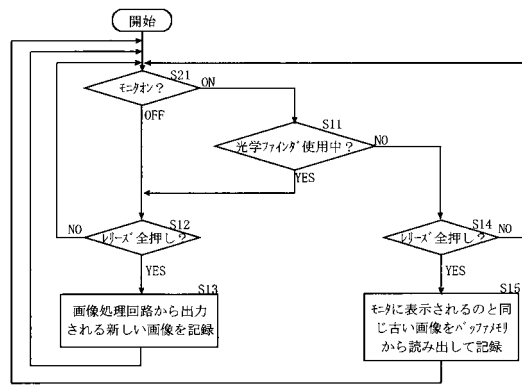 開始
S21
モニタオン?
ON
OFF
S11
光学ファインダ使用中?
NO
YES
S12
レリーズ全押し?
NO
YES
S14
レリーズ全押し?
NO
YES
S13
画像処理回路から出力
される新しい画像を記録
S15
モニタに表示されるのと同
じ古い画像をバッファメモリ
から読み出して記録